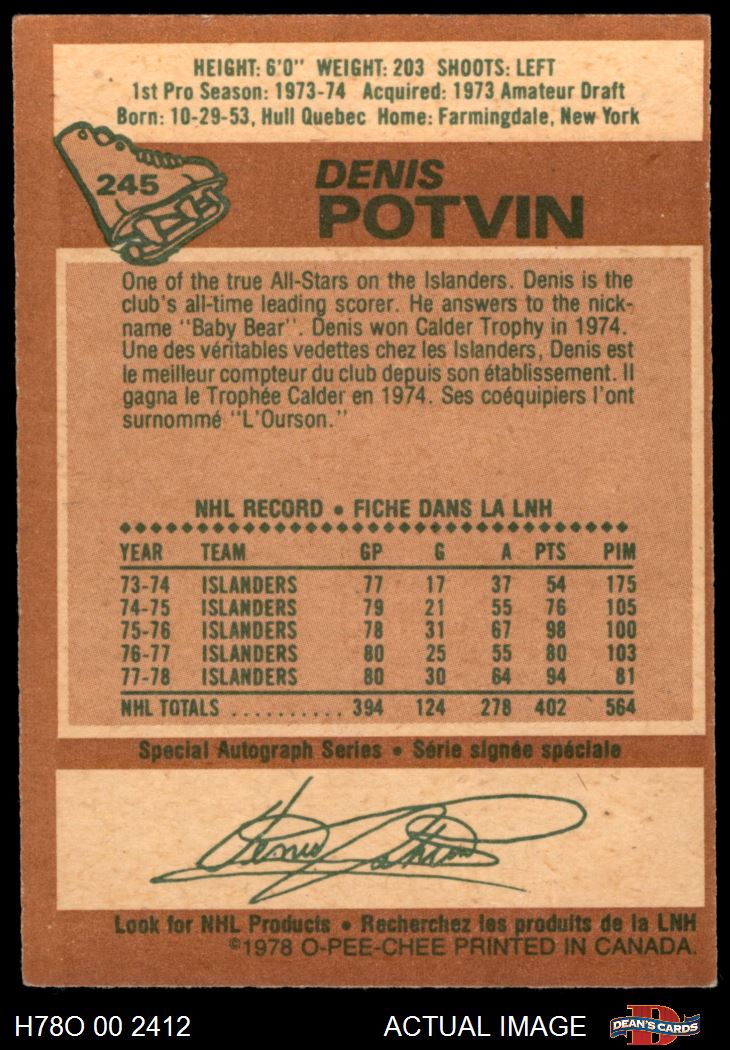 HEIGHT: 6'0" WEIGHT: 203 SHOOTS: LEFT
1st Pro Season: 1973-74 Acquired: 1973 Amateur Draft
Born: 10-29-53, Hull Quebec Home: Farmingdale, New York
245
DENIS
POTVIN
One of the true All-Stars on the Islanders. Denis is the
club's all-time leading scorer. He answers to the nick-
name "Baby Bear". Denis won Calder Trophy in 1974.
Une des véritables vedettes chez les Islanders, Denis est
le meilleur compteur du club depuis son établissement. Il
gagna le Trophée Calder en 1974. Ses coéquipiers l'ont
surnommé "L'Ourson."
NHL RECORD • FICHE DANS LA LNH
YEAR TEAM GP G A PTS PIM
73-74 ISLANDERS 77 17 37 54 175
74-75 ISLANDERS 79 21 55 76 105
75-76 ISLANDERS 78 31 67 98 100
76-77 ISLANDERS 80 25 55 80 103
77-78 ISLANDERS 80 30 64 94 81
NHL TOTALS .......... 394 124 278 402 564
Special Autograph Series • Série signée spéciale
Denis Potvin
Look for NHL Products • Recherchez les produits de la LNH
©1978 O-PEE-CHEE PRINTED IN CANADA.
H78O 00 2412 ACTUAL IMAGE D DEAN'S CARDS